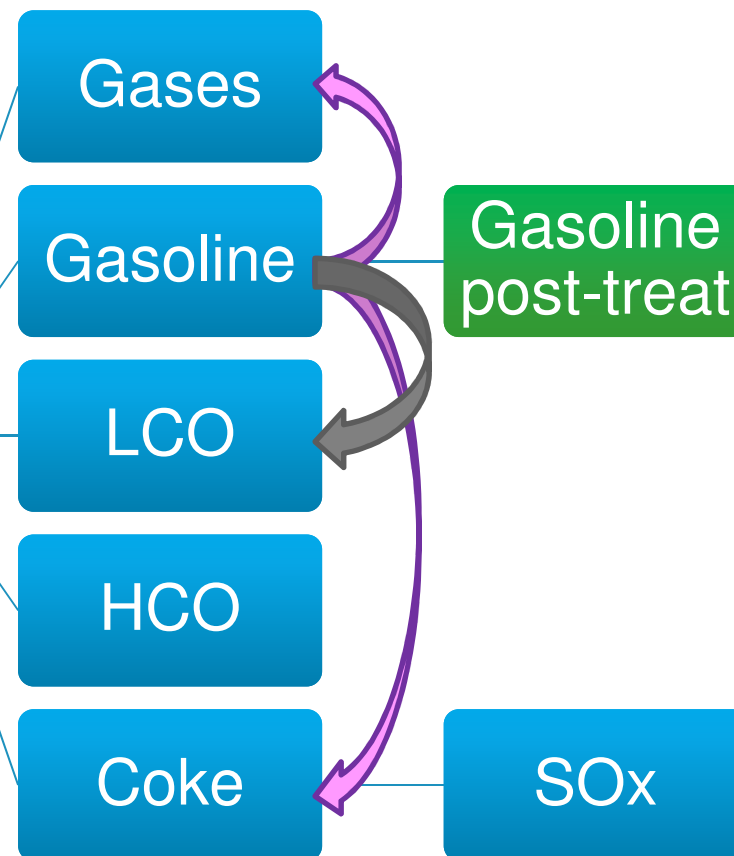 Gases
Gasoline
Gasoline
post-treat
LCO
HCO
Coke
SOx